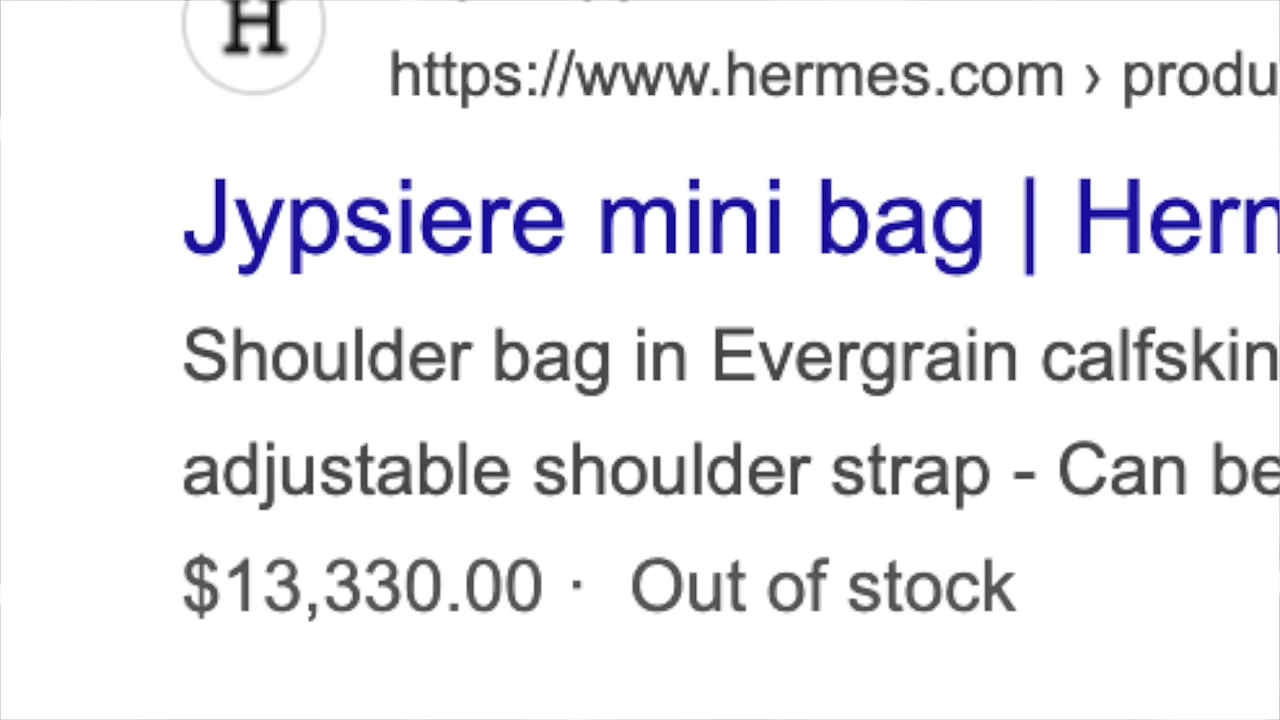 H
https://www.hermes.com › produ
Jypsiere mini bag | Herm
Shoulder bag in Evergrain calfskin
adjustable shoulder strap - Can be
$13,330.00 · Out of stock